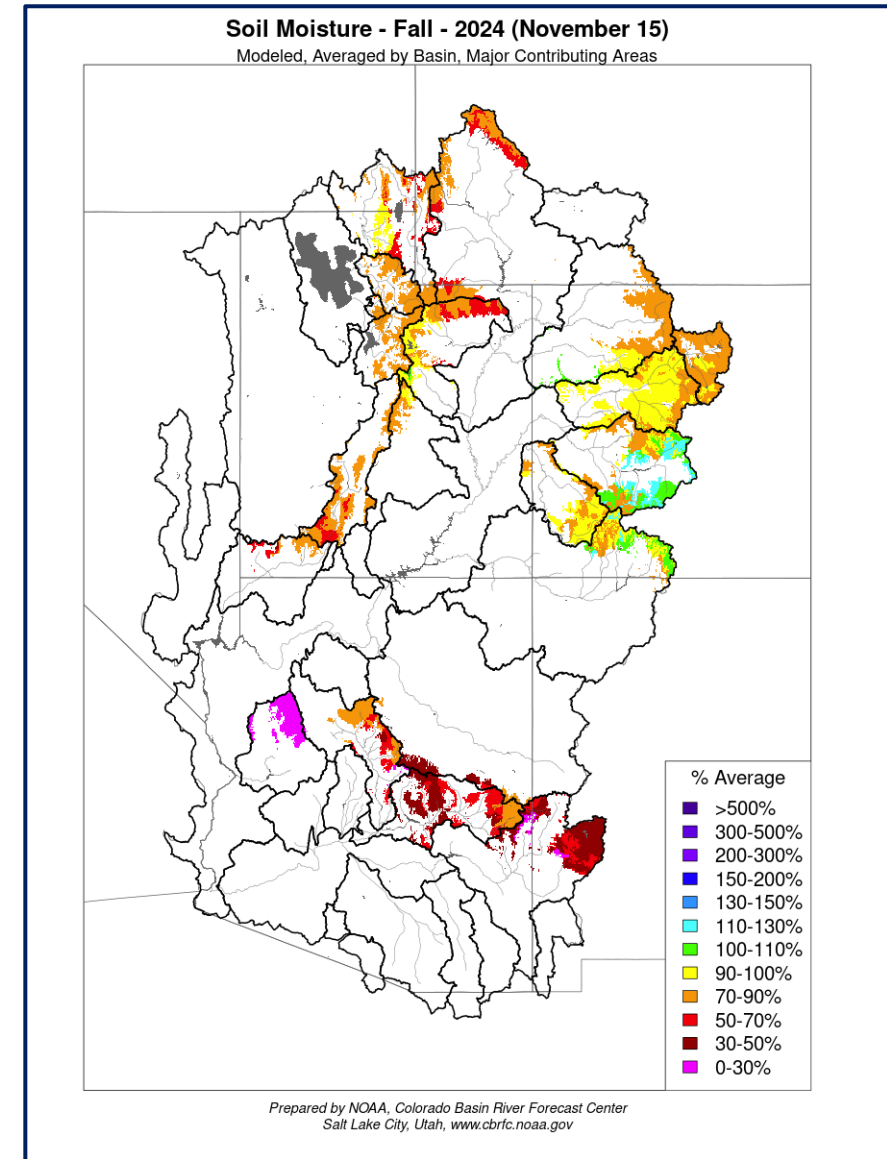 Soil Moisture - Fall - 2024 (November 15)
Modeled, Averaged by Basin, Major Contributing Areas
% Average
>500%
300-500%
200-300%
150-200%
130-150%
110-130%
100-110%
90-100%
70-90%
50-70%
30-50%
0-30%
Prepared by NOAA, Colorado Basin River Forecast Center
Salt Lake City, Utah, www.cbrfc.noaa.gov